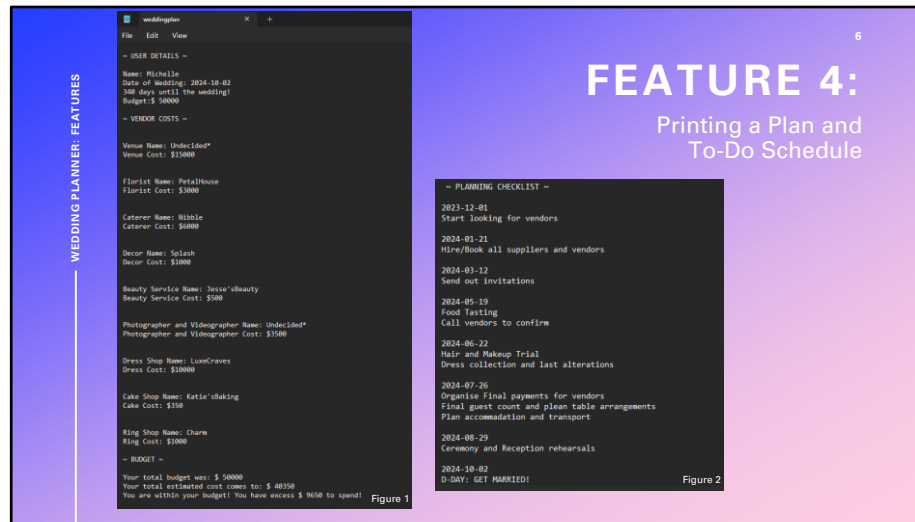 WEDDING PLANNER: FEATURES
6
FEATURE 4:
Printing a Plan and
To-Do Schedule
weddingplan
File Edit View
~ USER DETAILS ~
Name: Michelle
Date of Wedding: 2024-10-02
340 days until the wedding!
Budget:$ 50000
~ VENDOR COSTS ~
Venue Name: Undecided*
Venue Cost: $15000
Florist Name: PetalHouse
Florist Cost: $3000
Caterer Name: Nibble
Caterer Cost: $6000
Decor Name: Splash
Decor Cost: $1000
Beauty Service Name: Jesse'sBeauty
Beauty Service Cost: $500
Photographer and Videographer Name: Undecided*
Photographer and Videographer Cost: $3500
Dress Shop Name: LuxeCraves
Dress Cost: $10000
Cake Shop Name: Katie'sBaking
Cake Cost: $350
Ring Shop Name: Charm
Ring Cost: $1000
~ BUDGET ~
Your total budget was: $ 50000
Your total estimated cost comes to: $ 40350
You are within your budget! You have excess $ 9650 to spend!
Figure 1
~ PLANNING CHECKLIST ~
2023-12-01
Start looking for vendors
2024-01-21
Hire/Book all suppliers and vendors
2024-03-12
Send out invitations
2024-05-19
Food Tasting
Call vendors to confirm
2024-06-22
Hair and Makeup Trial
Dress collection and last alterations
2024-07-26
Organise Final payments for vendors
Final guest count and plean table arrangements
Plan accommadation and transport
2024-08-29
Ceremony and Reception rehearsals
2024-10-02
D-DAY: GET MARRIED!
Figure 2